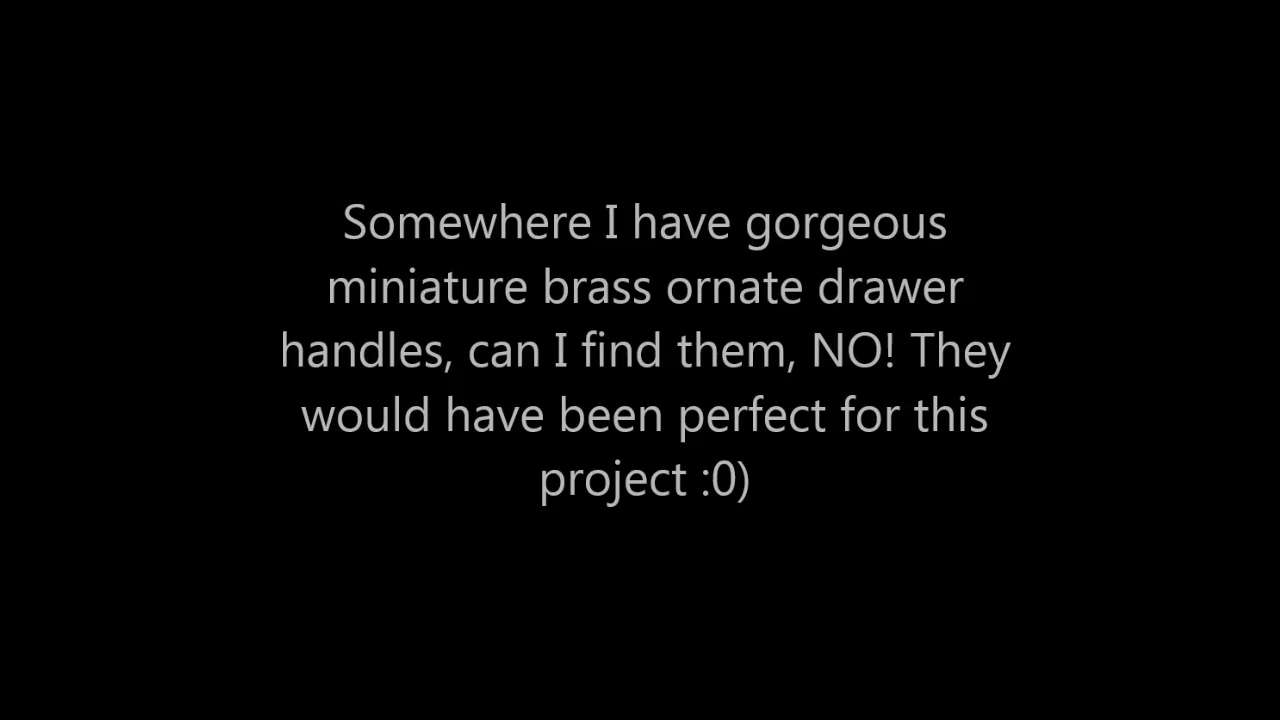 Somewhere I have gorgeous
miniature brass ornate drawer
handles, can I find them, NO! They
would have been perfect for this
project :0)